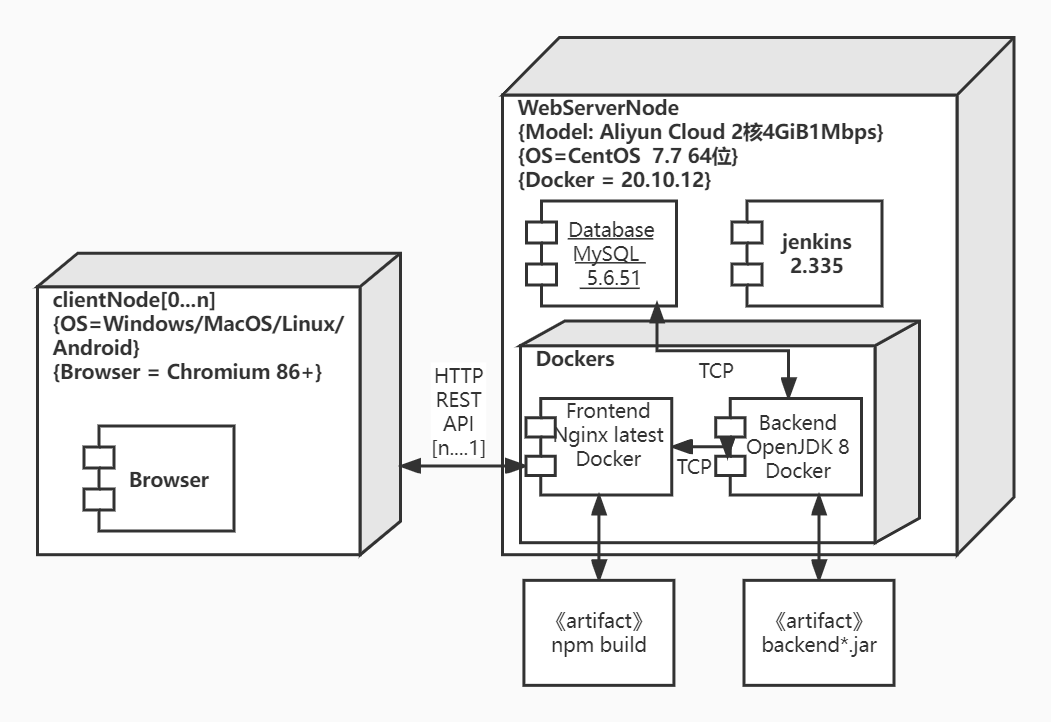 WebServerNode
{Model: Aliyun Cloud 2核4GiB1Mbps}
{OS=CentOS 7.7 64位}
{Docker = 20.10.12}
Database
MySQL
5.6.51
jenkins
2.335
clientNode[0...n]
{OS=Windows/MacOS/Linux/
Android}
{Browser = Chromium 86+}
Browser
HTTP
REST
API
[n....1]
Dockers
TCP
Frontend
Nginx latest
Docker
TCP
Backend
OpenJDK 8
Docker
《artifact》
npm build
《artifact》
backend*.jar